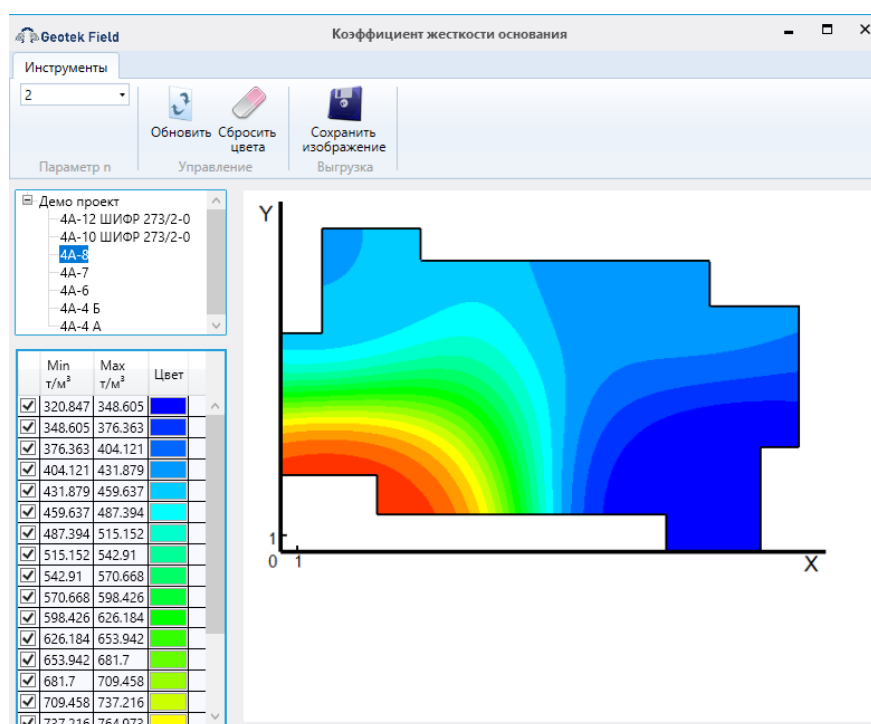 Geotek Field
Коэффициент жесткости основания
Инструменты
2
Обновить
Сбросить цвета
Сохранить изображение
Параметр n
Управление
Выгрузка
Демо проект
4А-12 ШИФР 273/2-0
4А-10 ШИФР 273/2-0
4А-8
4А-7
4А-6
4А-4 Б
4А-4 А
Min т/м³ Max т/м³ Цвет
320.847 348.605
348.605 376.363
376.363 404.121
404.121 431.879
431.879 459.637
459.637 487.394
487.394 515.152
515.152 542.91
542.91 570.668
570.668 598.426
598.426 626.184
626.184 653.942
653.942 681.7
681.7 709.458
709.458 737.216
737.216 764.973
Y
1
0 1
X